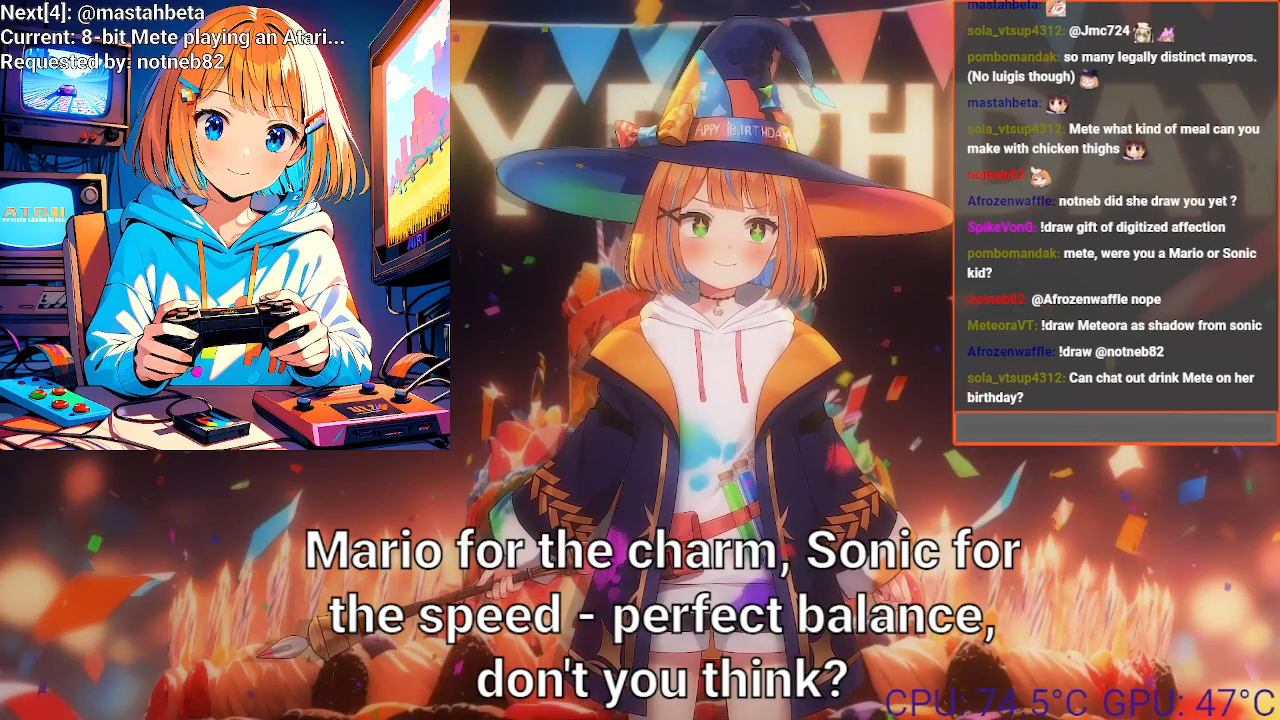 Next[4]: @mastahbeta
Current: 8-bit Mete playing an Atari...
Requested by: notneb82
mastahbeta:
sola_vtsup4312: @Jmc724
pombomandak: so many legally distinct mayros.
(No luigis though)
mastahbeta:
sola_vtsup4312: Mete what kind of meal can you
make with chicken thighs
notneb82
Afrozenwaffle: notneb did she draw you yet ?
SpikeVonG: !draw gift of digitized affection
pombomandak: mete, were you a Mario or Sonic
kid?
notneb82: @Afrozenwaffle nope
MeteoraVT: !draw Meteora as shadow from sonic
Afrozenwaffle: !draw @notneb82
sola_vtsup4312: Can chat out drink Mete on her
birthday?
Mario for the charm, Sonic for
the speed - perfect balance,
don't you think?
CPU: 74.5°C GPU: 47°C